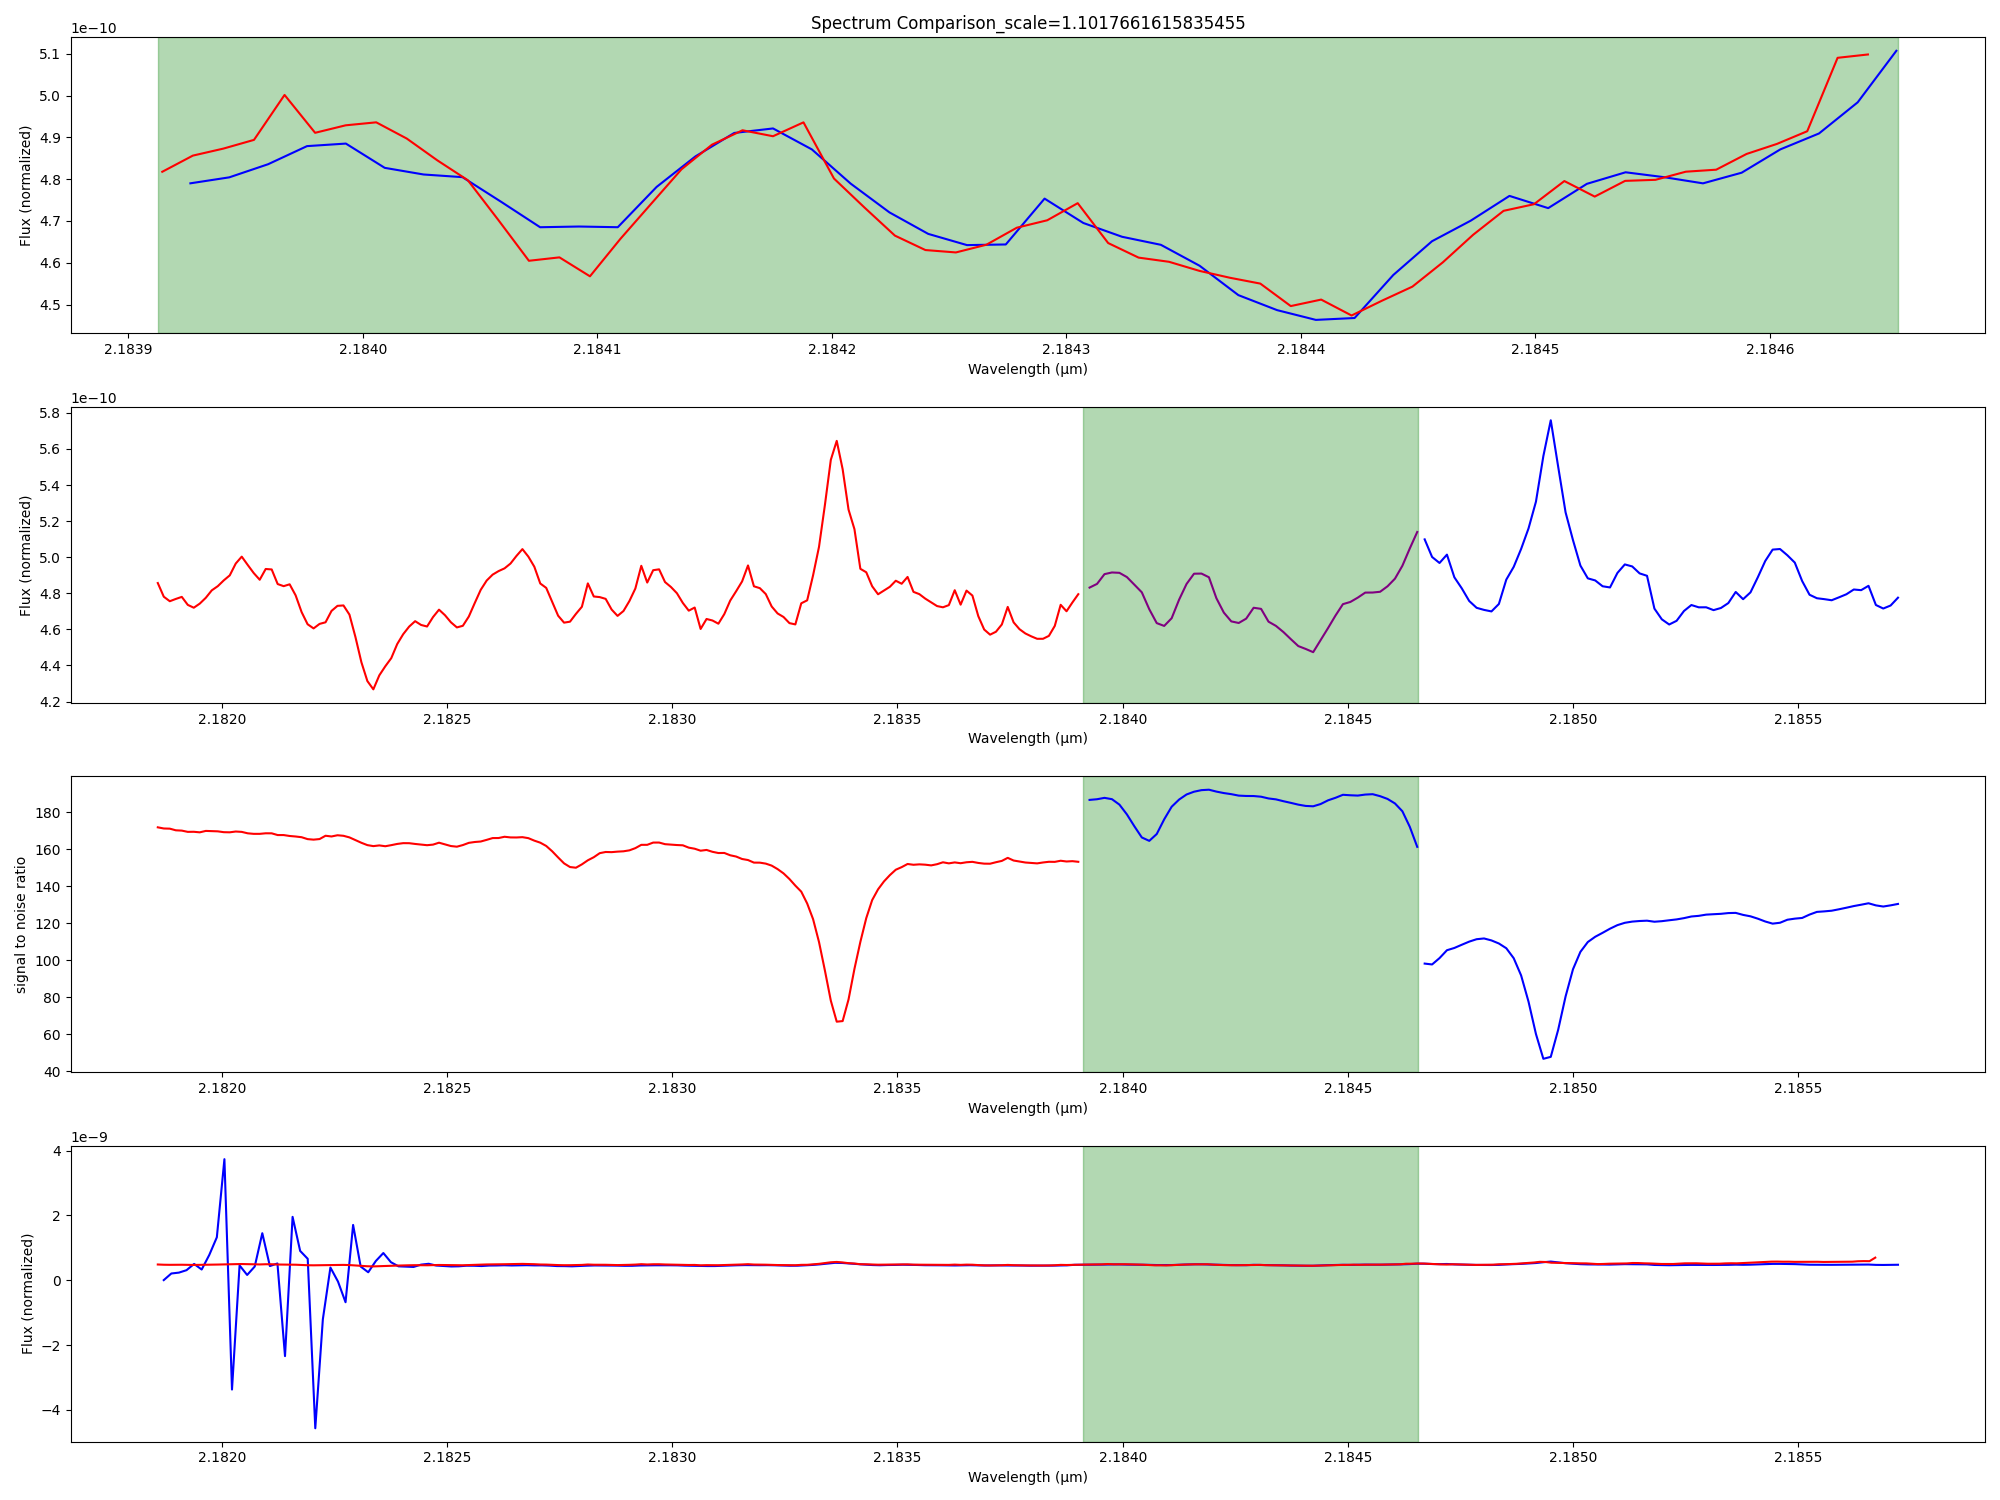 Spectrum Comparison_scale=1.1017661615835455
1e−10
5.1
5.0
4.9
4.8
4.7
4.6
4.5
Flux (normalized)
2.1839 2.1840 2.1841 2.1842 2.1843 2.1844 2.1845 2.1846
Wavelength (μm)
1e−10
5.8
5.6
5.4
5.2
5.0
4.8
4.6
4.4
4.2
Flux (normalized)
2.1820 2.1825 2.1830 2.1835 2.1840 2.1845 2.1850 2.1855
Wavelength (μm)
180
160
140
120
100
80
60
40
signal to noise ratio
2.1820 2.1825 2.1830 2.1835 2.1840 2.1845 2.1850 2.1855
Wavelength (μm)
1e−9
4
2
0
−2
−4
Flux (normalized)
2.1820 2.1825 2.1830 2.1835 2.1840 2.1845 2.1850 2.1855
Wavelength (μm)